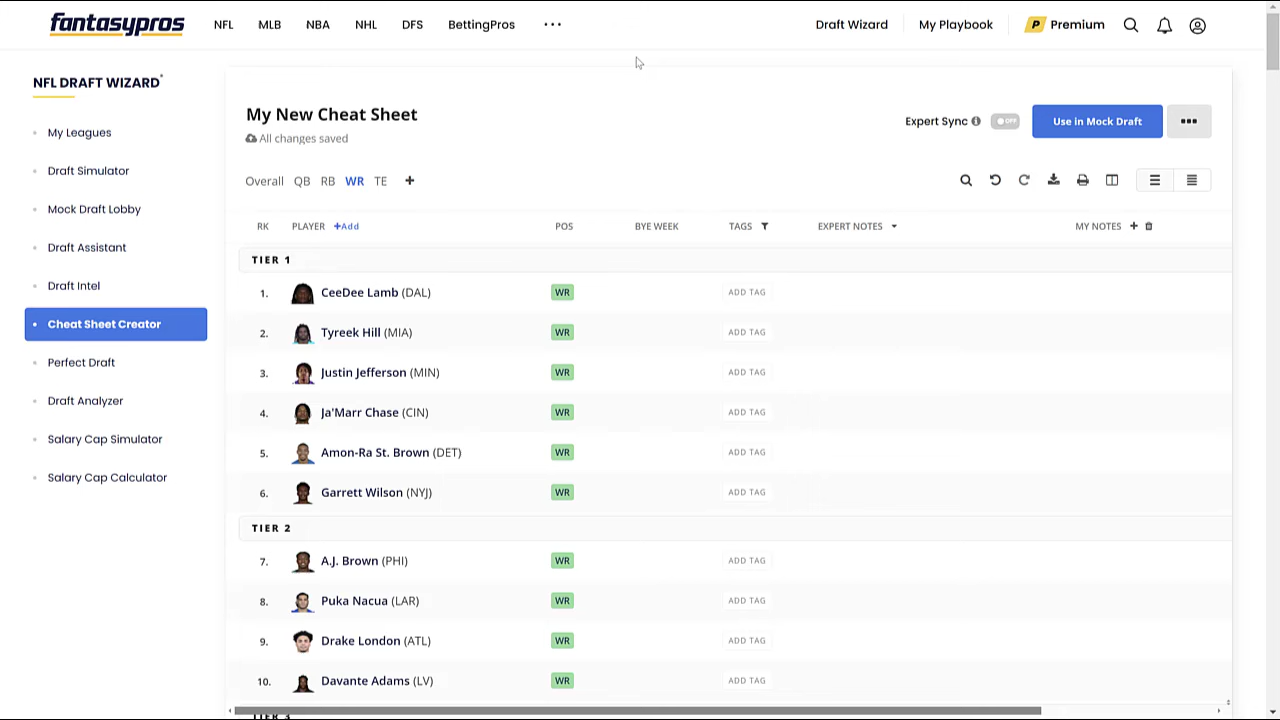 fantasypros NFL MLB NBA NHL DFS BettingPros ••• Draft Wizard My Playbook P Premium
NFL DRAFT WIZARD
My Leagues
Draft Simulator
Mock Draft Lobby
Draft Assistant
Draft Intel
Cheat Sheet Creator
Perfect Draft
Draft Analyzer
Salary Cap Simulator
Salary Cap Calculator
My New Cheat Sheet
All changes saved
Expert Sync OFF Use in Mock Draft •••
Overall QB RB WR TE +
RK PLAYER +Add POS BYE WEEK TAGS EXPERT NOTES MY NOTES +
TIER 1
1. CeeDee Lamb (DAL) WR ADD TAG
2. Tyreek Hill (MIA) WR ADD TAG
3. Justin Jefferson (MIN) WR ADD TAG
4. Ja'Marr Chase (CIN) WR ADD TAG
5. Amon-Ra St. Brown (DET) WR ADD TAG
6. Garrett Wilson (NYJ) WR ADD TAG
TIER 2
7. A.J. Brown (PHI) WR ADD TAG
8. Puka Nacua (LAR) WR ADD TAG
9. Drake London (ATL) WR ADD TAG
10. Davante Adams (LV) WR ADD TAG
TIER 3